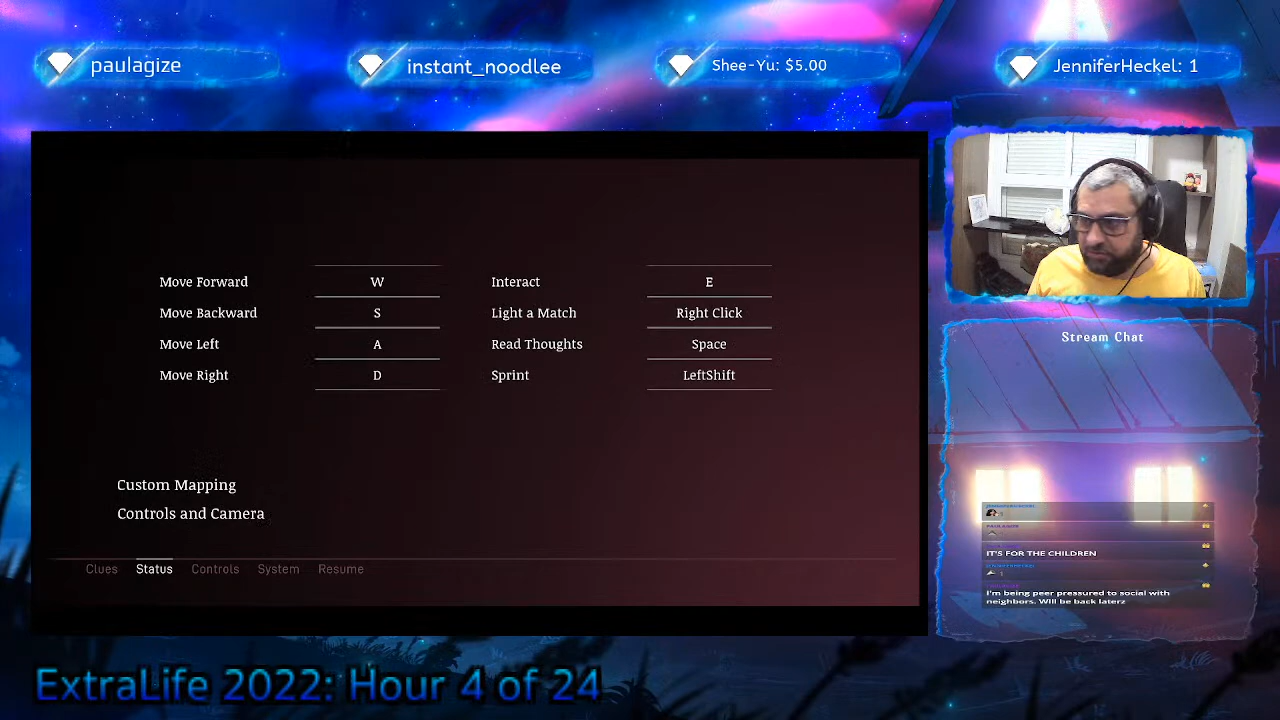 paulagize
instant_noodlee
Shee-Yu: $5.00
JenniferHeckel: 1
Move Forward W Interact E
Move Backward S Light a Match Right Click
Move Left A Read Thoughts Space
Move Right D Sprint LeftShift
Custom Mapping
Controls and Camera
Clues Status Controls System Resume
Stream Chat
IT'S FOR THE CHILDREN
I'm being peer pressured to social with
neighbors. Will be back laterz
ExtraLife 2022: Hour 4 of 24